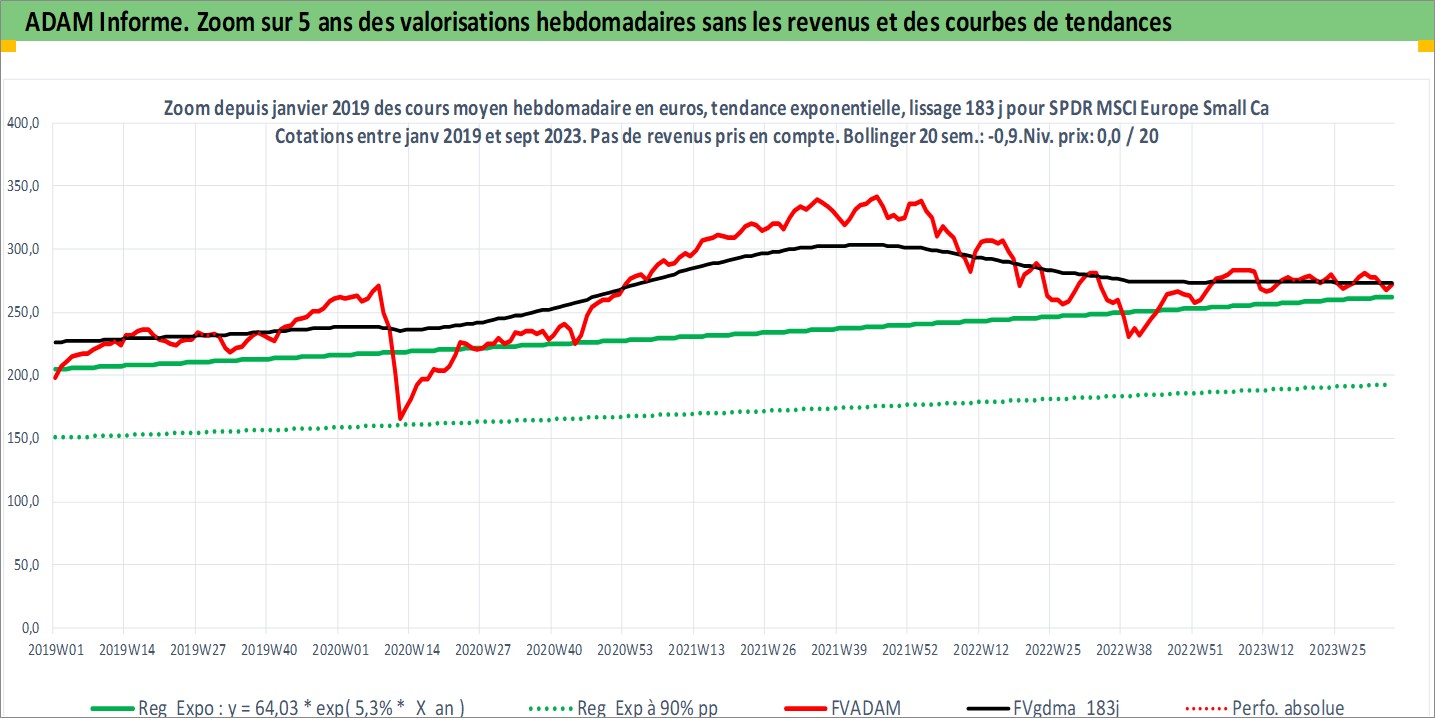 ADAM Informe. Zoom sur 5 ans des valorisations hebdomadaires sans les revenus et des courbes de tendances
Zoom depuis janvier 2019 des cours moyen hebdomadaire en euros, tendance exponentielle, lissage 183 j pour SPDR MSCI Europe Small Ca
Cotations entre janv 2019 et sept 2023. Pas de revenus pris en compte. Bollinger 20 sem.: -0,9.Niv. prix: 0,0 / 20
400,0
350,0
300,0
250,0
200,0
150,0
100,0
50,0
0,0
2019W01 2019W14 2019W27 2019W40 2020W01 2020W14 2020W27 2020W40 2020W53 2021W13 2021W26 2021W39 2021W52 2022W12 2022W25 2022W38 2022W51 2023W12 2023W25
Reg Expo : y = 64,03 * exp( 5,3% * X an ) Reg Exp à 90% pp FVADAM FVgdma 183j Perfo. absolue